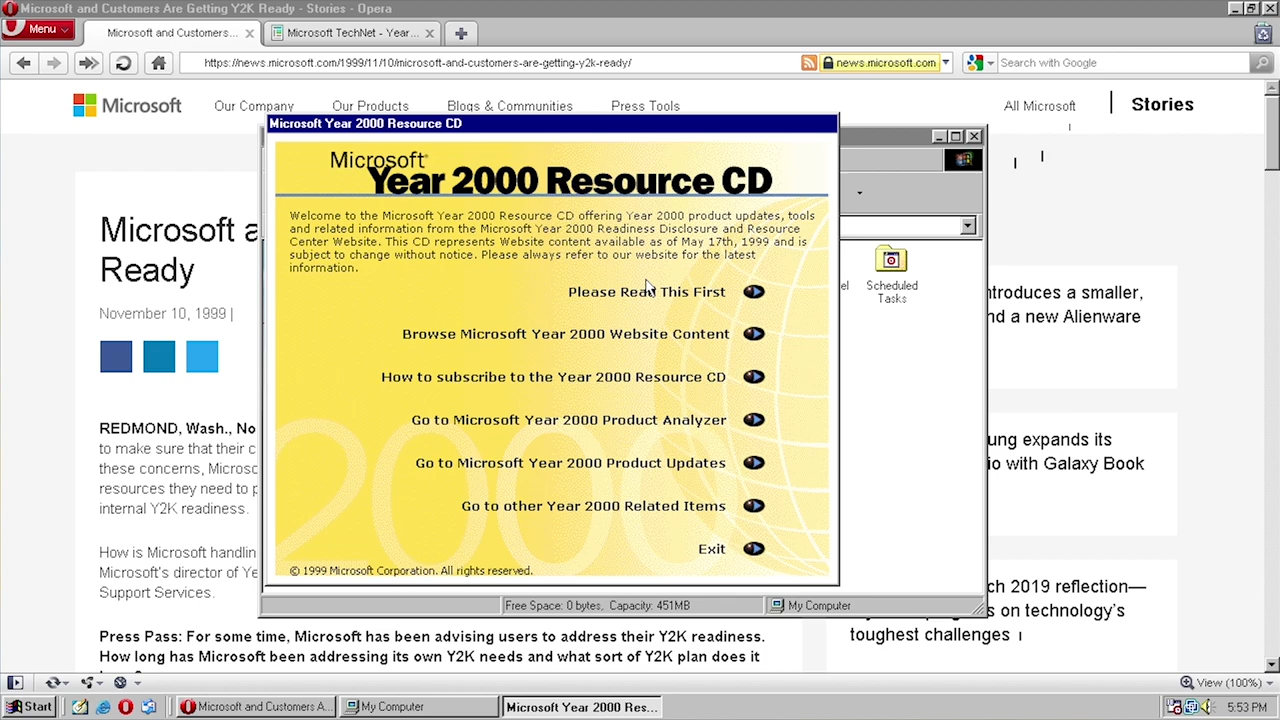 Microsoft and Customers Are Getting Y2K Ready - Stories - Opera
Menu
Microsoft and Customers...
Microsoft TechNet - Year...
https://news.microsoft.com/1999/11/10/microsoft-and-customers-are-getting-y2k-ready/
news.microsoft.com
Search with Google
Microsoft
Our Company
Our Products
Blogs & Communities
Press Tools
All Microsoft
Stories
Microsoft a
Ready
November 10, 1999 |
REDMOND, Wash., No
to make sure that their c
these concerns, Microsc
resources they need to p
internal Y2K readiness.
How is Microsoft handlin
Microsoft's director of Ye
Support Services.
Press Pass: For some time, Microsoft has been advising users to address their Y2K readiness.
How long has Microsoft been addressing its own Y2K needs and what sort of Y2K plan does it
Microsoft Year 2000 Resource CD
Microsoft
Year 2000 Resource CD
Welcome to the Microsoft Year 2000 Resource CD offering Year 2000 product updates, tools
and related information from the Microsoft Year 2000 Readiness Disclosure and Resource
Center Website. This CD represents Website content available as of May 17th, 1999 and is
subject to change without notice. Please always refer to our website for the latest
information.
Please Read This First
Browse Microsoft Year 2000 Website Content
How to subscribe to the Year 2000 Resource CD
Go to Microsoft Year 2000 Product Analyzer
Go to Microsoft Year 2000 Product Updates
Go to other Year 2000 Related Items
Exit
© 1999 Microsoft Corporation. All rights reserved.
el
Scheduled
Tasks
Free Space: 0 bytes, Capacity: 451MB
My Computer
ntroduces a smaller,
nd a new Alienware
ung expands its
io with Galaxy Book
ch 2019 reflection—
s on technology's
toughest challenges
View (100%)
Start
Microsoft and Customers A...
My Computer
Microsoft Year 2000 Res...
5:53 PM